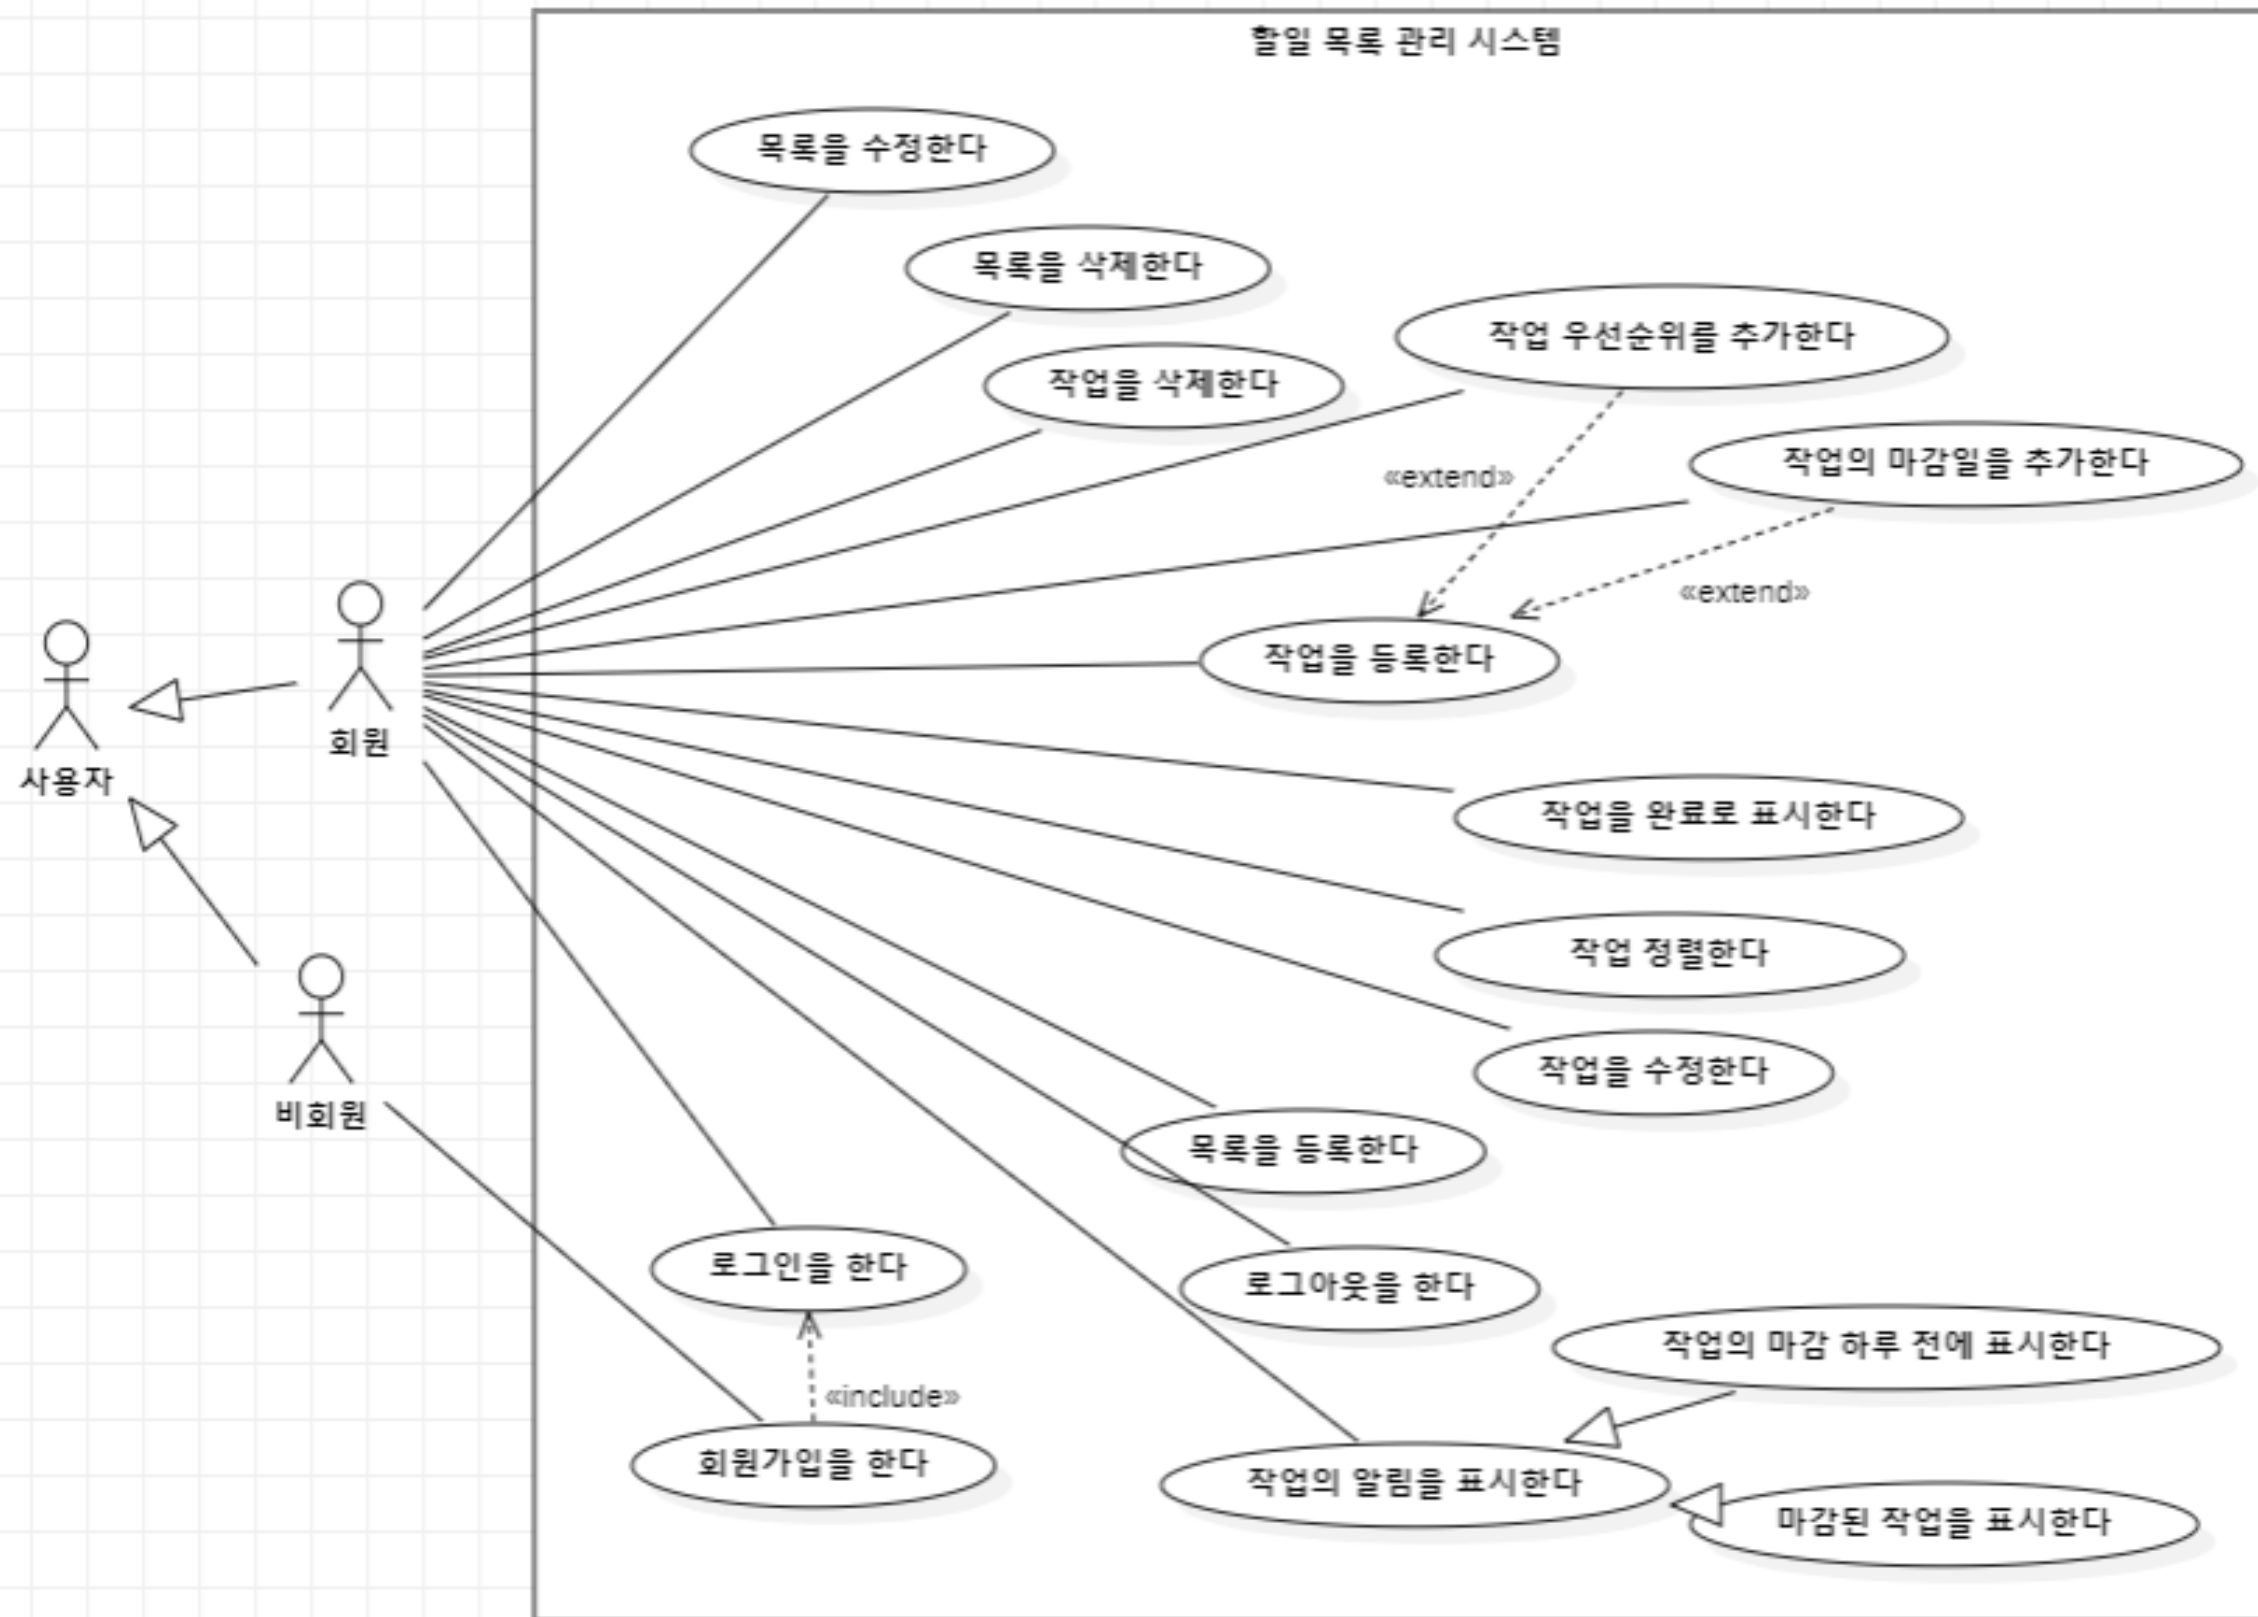 할일 목록 관리 시스템
목록을 수정한다
목록을 삭제한다
작업 우선순위를 추가한다
작업을 삭제한다
작업의 마감일을 추가한다
«extend»
«extend»
작업을 등록한다
회원
사용자
작업을 완료로 표시한다
작업 정렬한다
작업을 수정한다
비회원
목록을 등록한다
로그인을 한다
로그아웃을 한다
작업의 마감 하루 전에 표시한다
«include»
회원가입을 한다
작업의 알림을 표시한다
마감된 작업을 표시한다